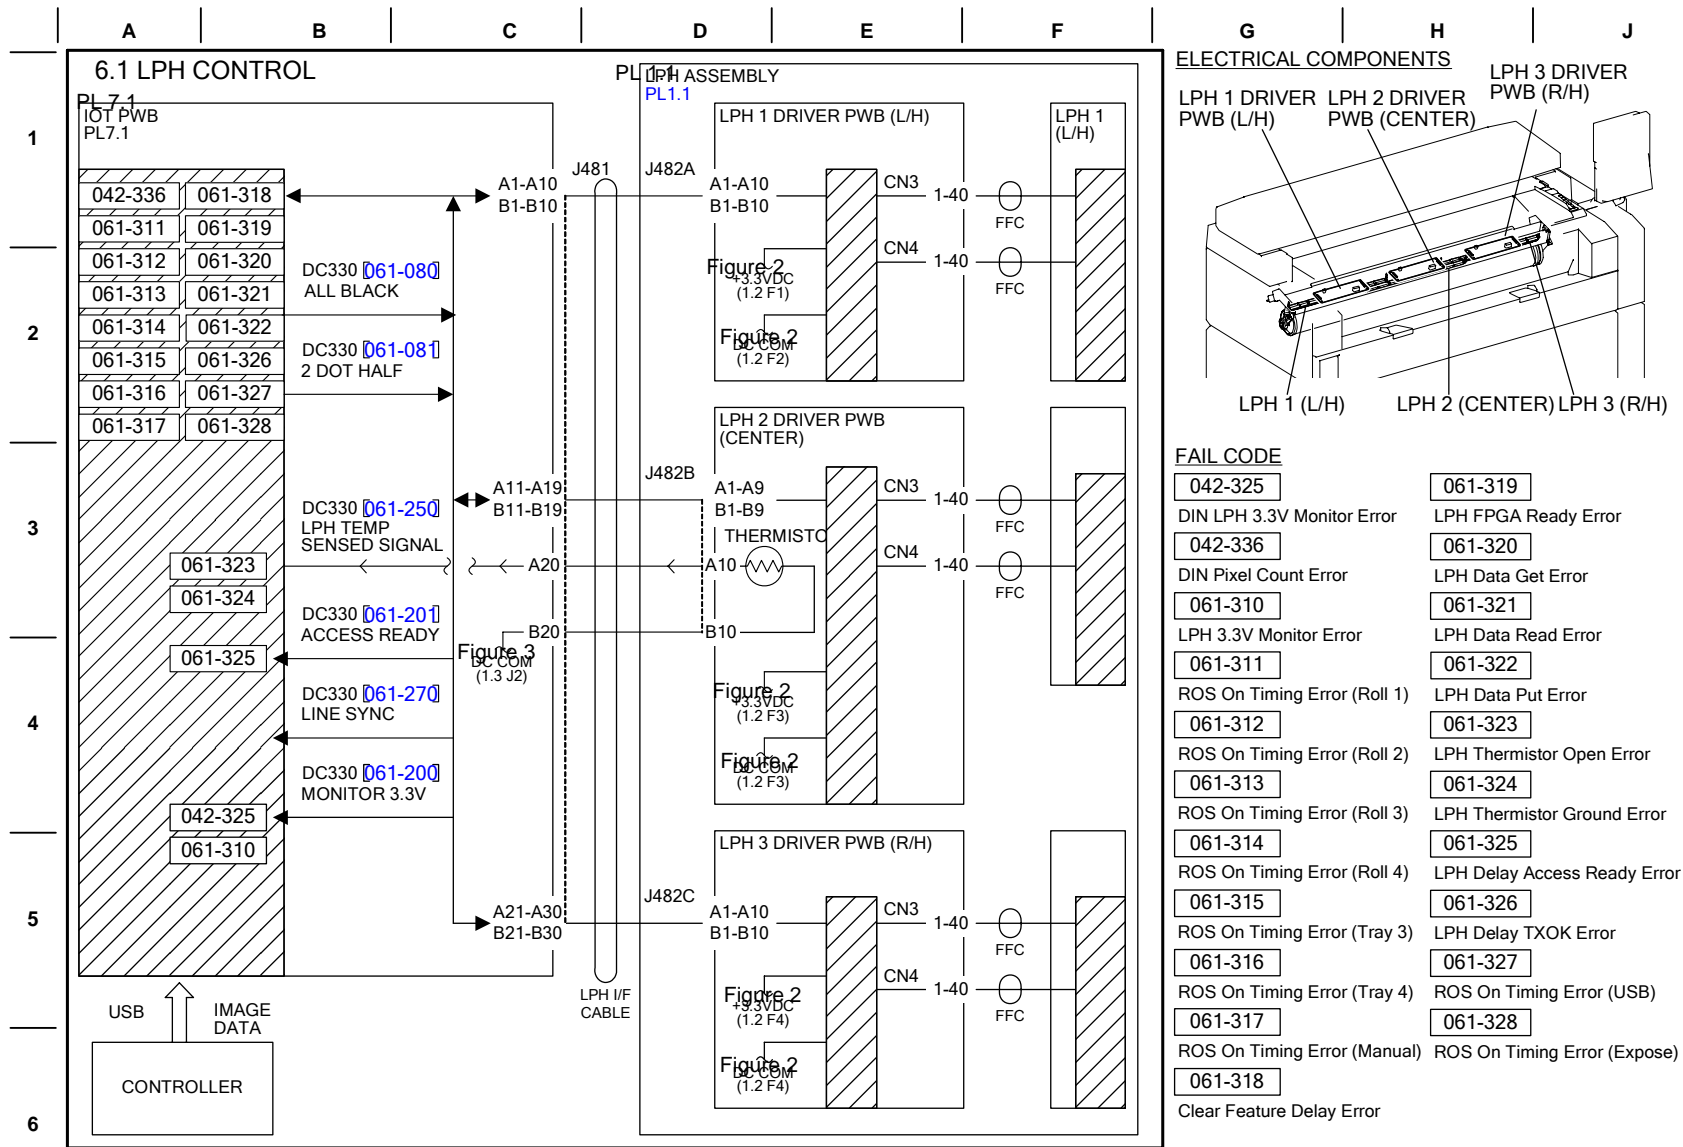 A B C D E F G H J
1
2
3
4
5
6
6.1 LPH CONTROL
PL 7.1
IOT PWB
PL7.1
042-336 061-318
061-311 061-319
061-312 061-320
061-313 061-321
061-314 061-322
061-315 061-326
061-316 061-327
061-317 061-328
DC330 [061-080]
ALL BLACK
DC330 [061-081]
2 DOT HALF
DC330 [061-250]
LPH TEMP
SENSED SIGNAL
061-323
061-324
DC330 [061-201]
ACCESS READY
061-325
DC330 [061-270]
LINE SYNC
DC330 [061-200]
MONITOR 3.3V
042-325
061-310
USB
IMAGE
DATA
CONTROLLER
A1-A10
B1-B10
J481
A11-A19
B11-B19
A20
B20
Figure 3
DC COM
(1.3 J2)
A21-A30
B21-B30
LPH I/F
CABLE
PL 1.1
LPH ASSEMBLY
PL1.1
LPH 1 DRIVER PWB (L/H)
J482A
A1-A10
B1-B10
CN3
1-40
FFC
CN4
1-40
FFC
Figure 2
+3.3VDC
(1.2 F1)
Figure 2
DC COM
(1.2 F2)
LPH 1
(L/H)
LPH 2 DRIVER PWB
(CENTER)
J482B
A1-A9
B1-B9
THERMISTO
A10
B10
CN3
1-40
FFC
CN4
1-40
FFC
Figure 2
+3.3VDC
(1.2 F3)
Figure 2
DC COM
(1.2 F3)
LPH 3 DRIVER PWB (R/H)
J482C
A1-A10
B1-B10
CN3
1-40
FFC
CN4
1-40
FFC
Figure 2
+3.3VDC
(1.2 F4)
Figure 2
DC COM
(1.2 F4)
ELECTRICAL COMPONENTS
LPH 1 DRIVER
PWB (L/H)
LPH 2 DRIVER
PWB (CENTER)
LPH 3 DRIVER
PWB (R/H)
LPH 1 (L/H)
LPH 2 (CENTER)
LPH 3 (R/H)
FAIL CODE
042-325
DIN LPH 3.3V Monitor Error
042-336
DIN Pixel Count Error
061-310
LPH 3.3V Monitor Error
061-311
ROS On Timing Error (Roll 1)
061-312
ROS On Timing Error (Roll 2)
061-313
ROS On Timing Error (Roll 3)
061-314
ROS On Timing Error (Roll 4)
061-315
ROS On Timing Error (Tray 3)
061-316
ROS On Timing Error (Tray 4)
061-317
ROS On Timing Error (Manual)
061-318
Clear Feature Delay Error
061-319
LPH FPGA Ready Error
061-320
LPH Data Get Error
061-321
LPH Data Read Error
061-322
LPH Data Put Error
061-323
LPH Thermistor Open Error
061-324
LPH Thermistor Ground Error
061-325
LPH Delay Access Ready Error
061-326
LPH Delay TXOK Error
061-327
ROS On Timing Error (USB)
061-328
ROS On Timing Error (Expose)